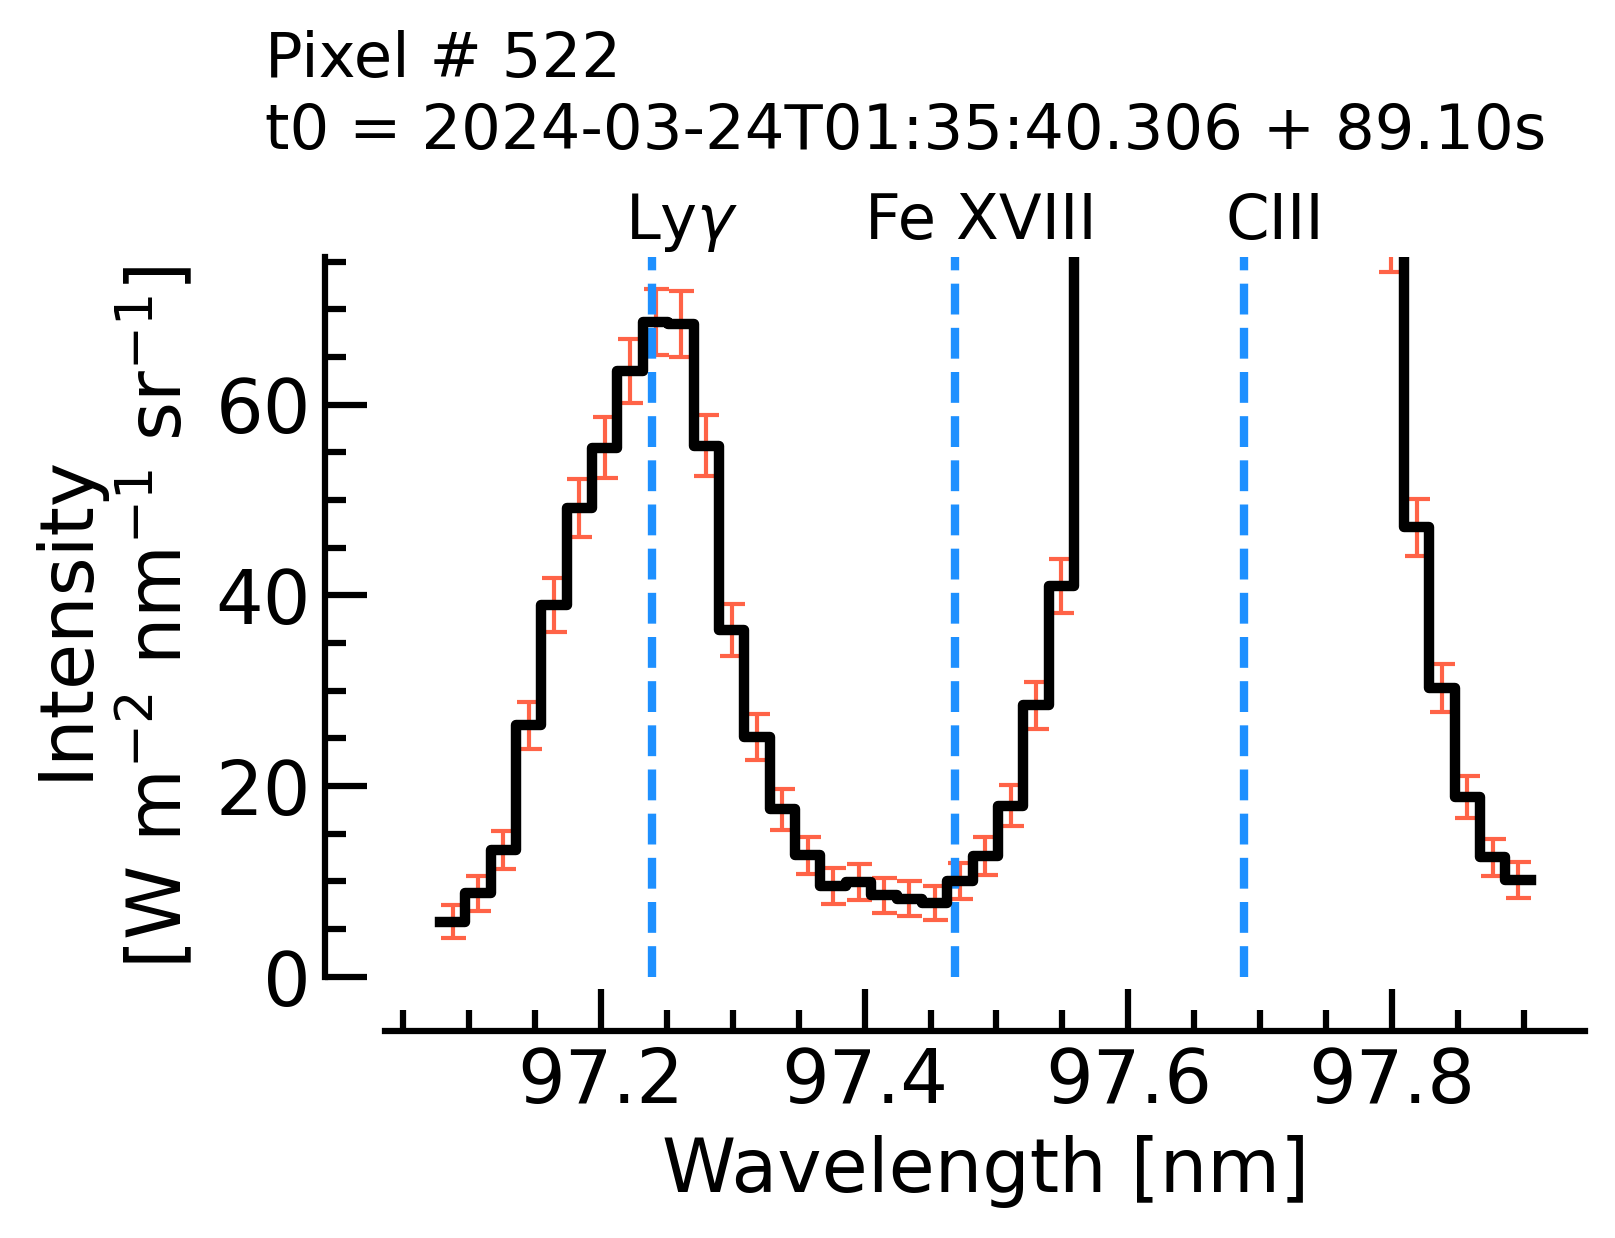 Pixel # 522
t0 = 2024-03-24T01:35:40.306 + 89.10s
Lyγ Fe XVIII CIII
Intensity
[W m⁻² nm⁻¹ sr⁻¹]
60
40
20
0
97.2 97.4 97.6 97.8
Wavelength [nm]